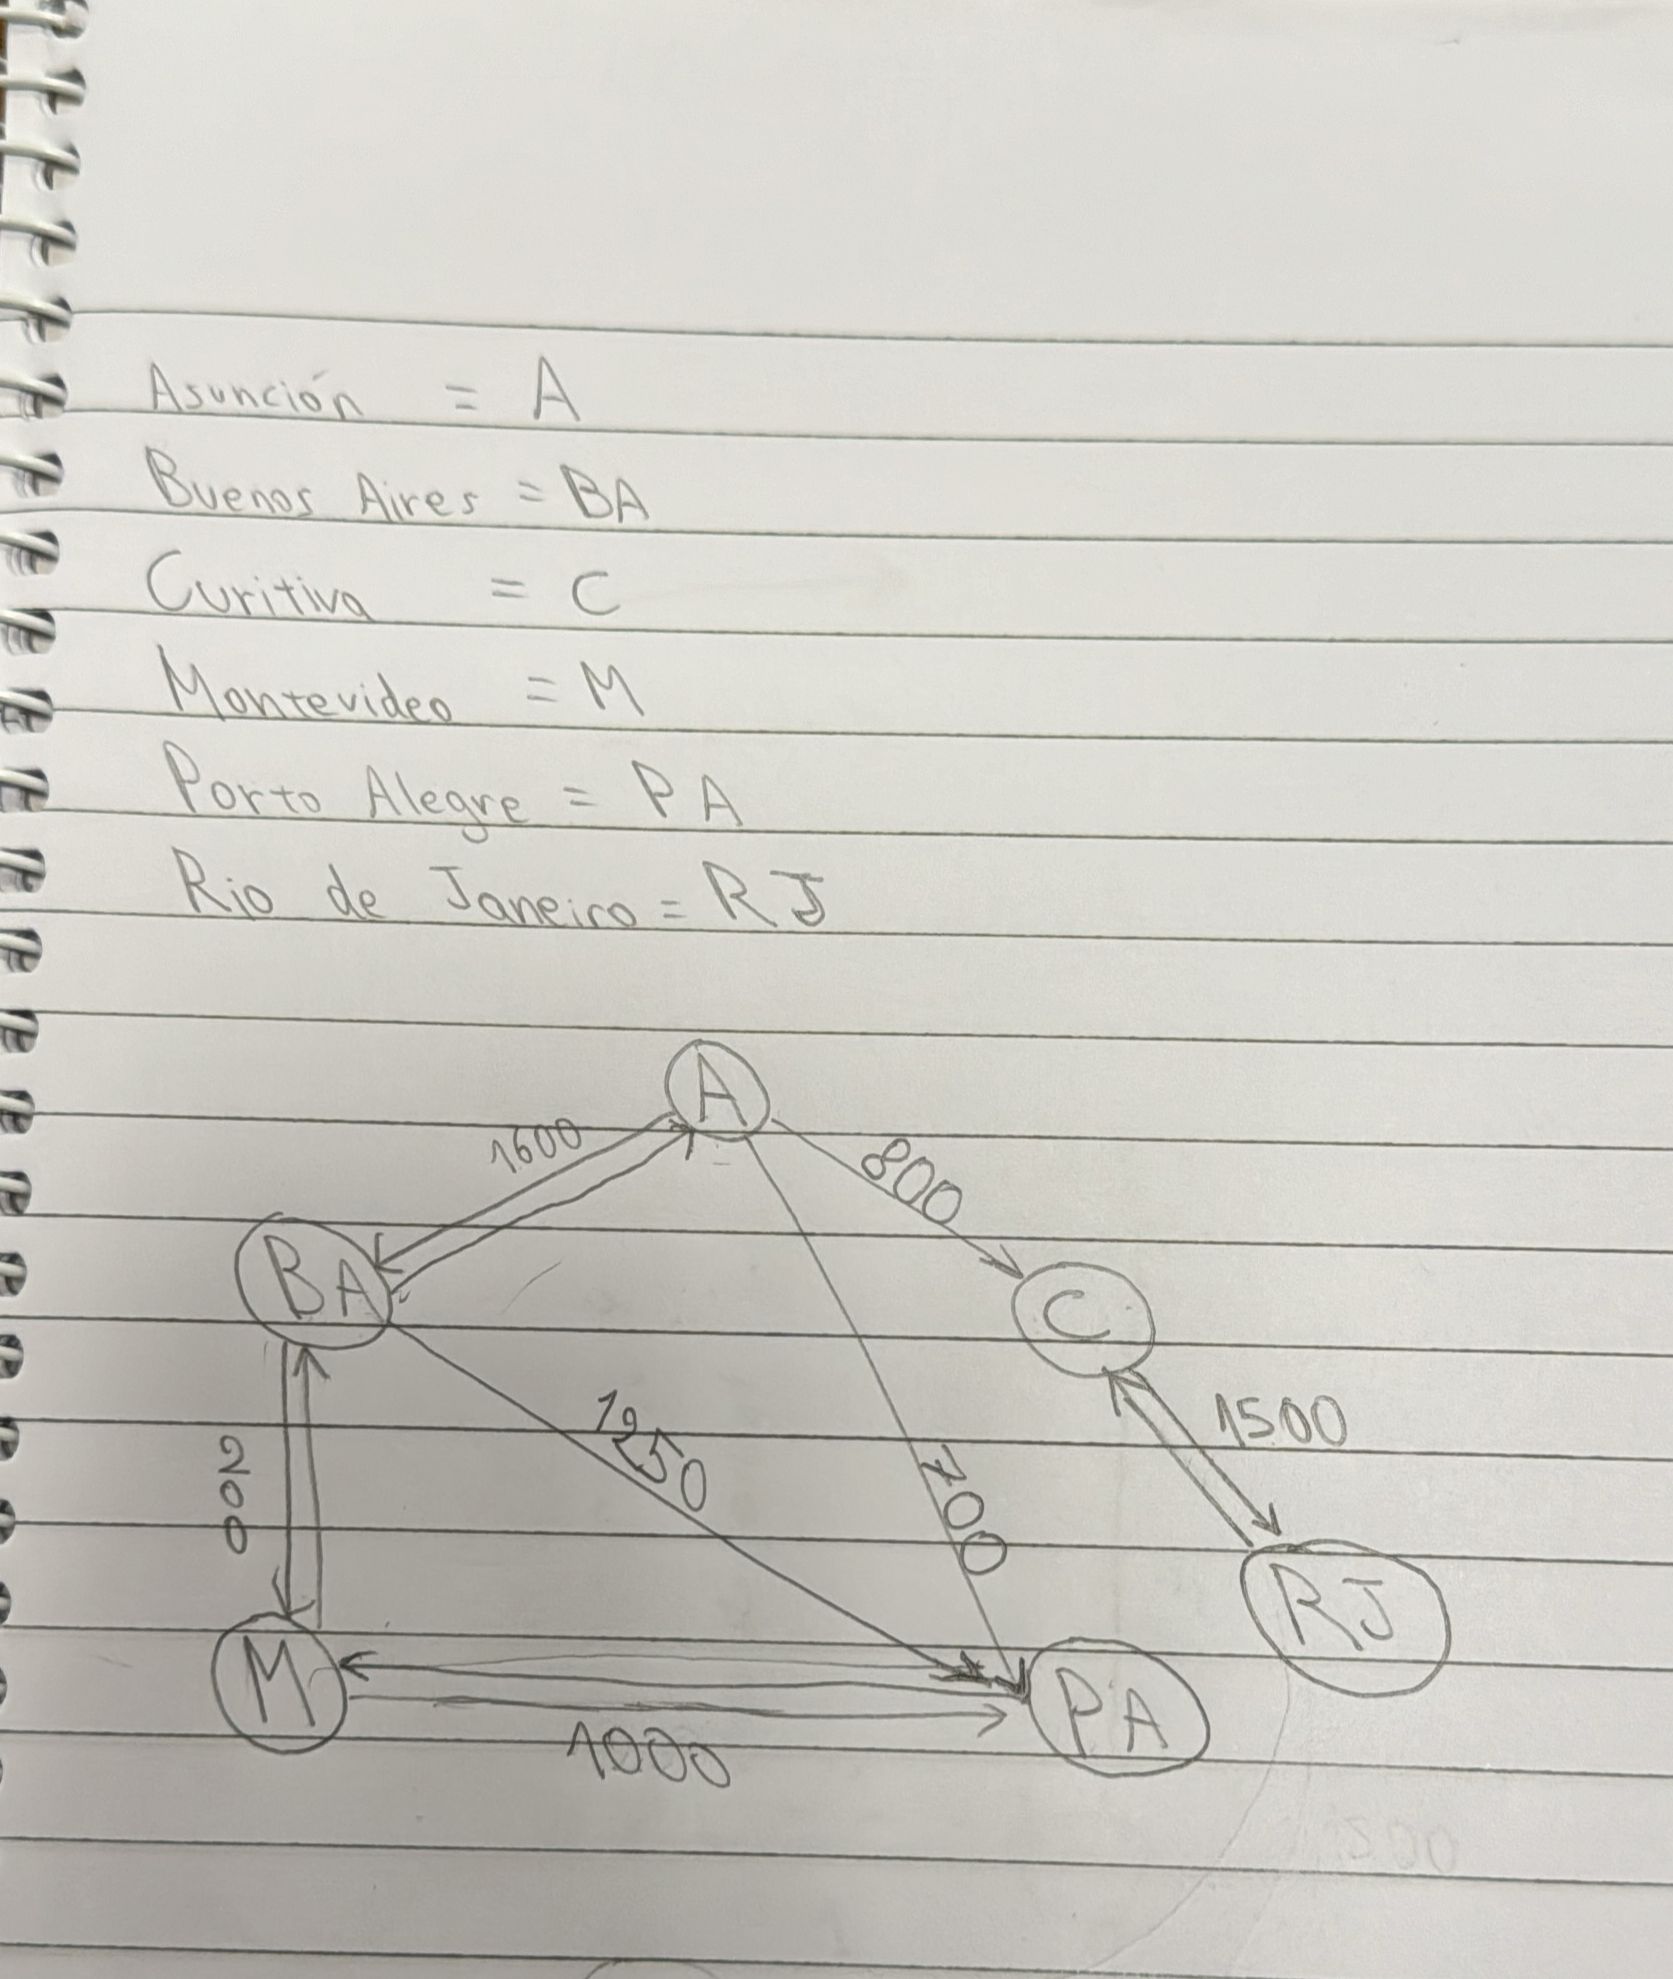 Asunción = A
Buenos Aires = BA
Curitiva = C
Montevideo = M
Porto Alegre = PA
Rio de Janeiro = RJ
A
1600
800
BA
C
1250
1500
200
700
RJ
M
PA
1000
1500